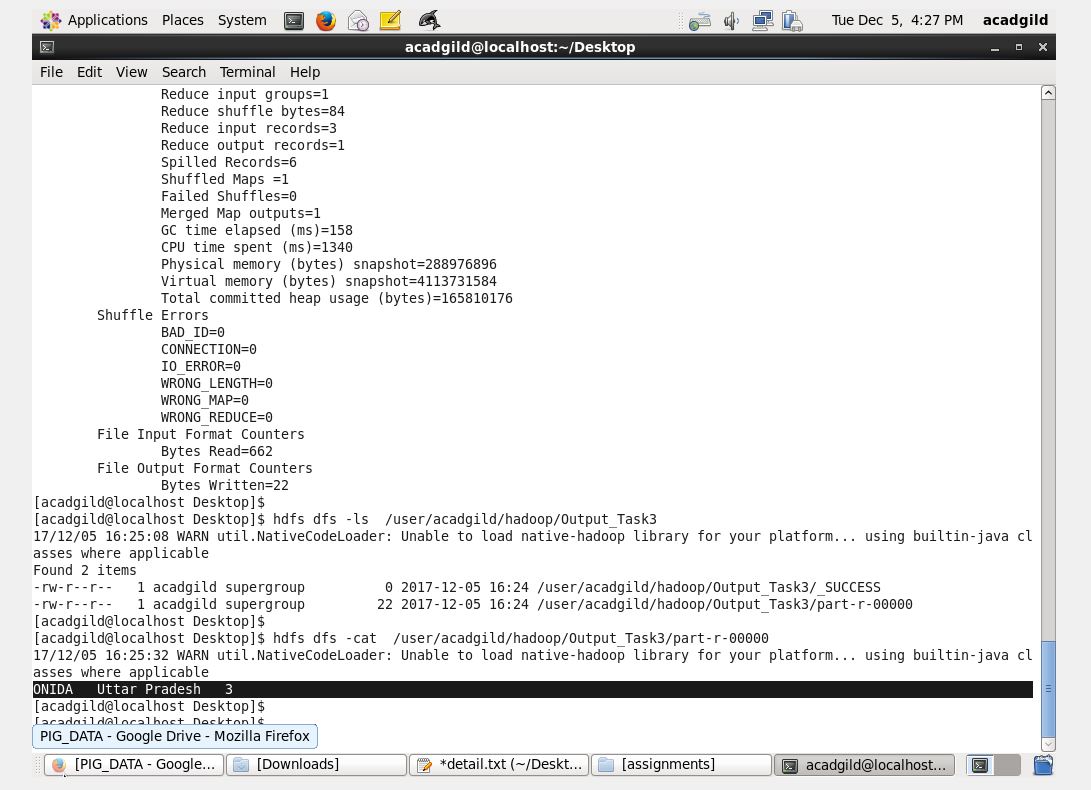 Applications Places System Tue Dec 5, 4:27 PM acadgild
acadgild@localhost:~/Desktop
File Edit View Search Terminal Help
Reduce input groups=1
Reduce shuffle bytes=84
Reduce input records=3
Reduce output records=1
Spilled Records=6
Shuffled Maps =1
Failed Shuffles=0
Merged Map outputs=1
GC time elapsed (ms)=158
CPU time spent (ms)=1340
Physical memory (bytes) snapshot=288976896
Virtual memory (bytes) snapshot=4113731584
Total committed heap usage (bytes)=165810176
Shuffle Errors
BAD_ID=0
CONNECTION=0
IO_ERROR=0
WRONG_LENGTH=0
WRONG_MAP=0
WRONG_REDUCE=0
File Input Format Counters
Bytes Read=662
File Output Format Counters
Bytes Written=22
[acadgild@localhost Desktop]$
[acadgild@localhost Desktop]$ hdfs dfs -ls  /user/acadgild/hadoop/Output_Task3
17/12/05 16:25:08 WARN util.NativeCodeLoader: Unable to load native-hadoop library for your platform... using builtin-java cl
asses where applicable
Found 2 items
-rw-r--r--   1 acadgild supergroup          0 2017-12-05 16:24 /user/acadgild/hadoop/Output_Task3/_SUCCESS
-rw-r--r--   1 acadgild supergroup         22 2017-12-05 16:24 /user/acadgild/hadoop/Output_Task3/part-r-00000
[acadgild@localhost Desktop]$
[acadgild@localhost Desktop]$ hdfs dfs -cat  /user/acadgild/hadoop/Output_Task3/part-r-00000
17/12/05 16:25:32 WARN util.NativeCodeLoader: Unable to load native-hadoop library for your platform... using builtin-java cl
asses where applicable
ONIDA   Uttar Pradesh   3
[acadgild@localhost Desktop]$
[acadgild@localhost Desktop]$
PIG_DATA - Google Drive - Mozilla Firefox
[PIG_DATA - Google... [Downloads] *detail.txt (~/Deskt... [assignments] acadgild@localhost...